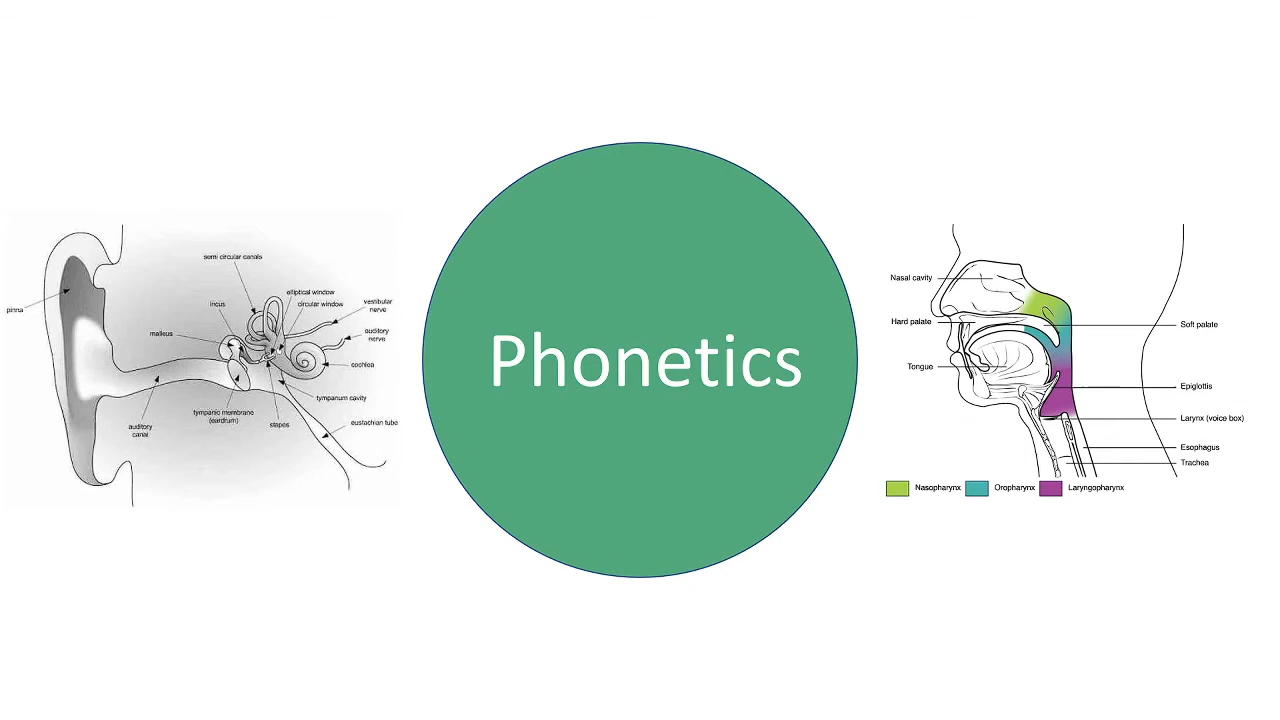 semi circular canals
elliptical window
circular window
incus
vestibular
nerve
pinna
malleus
auditory
nerve
cochlea
tympanum cavity
tympanic membrane
(eardrum)
auditory
canal
stapes
eustachian tube
Phonetics
Nasal cavity
Hard palate
Soft palate
Tongue
Epiglottis
Larynx (voice box)
Esophagus
Trachea
Nasopharynx Oropharynx Laryngopharynx